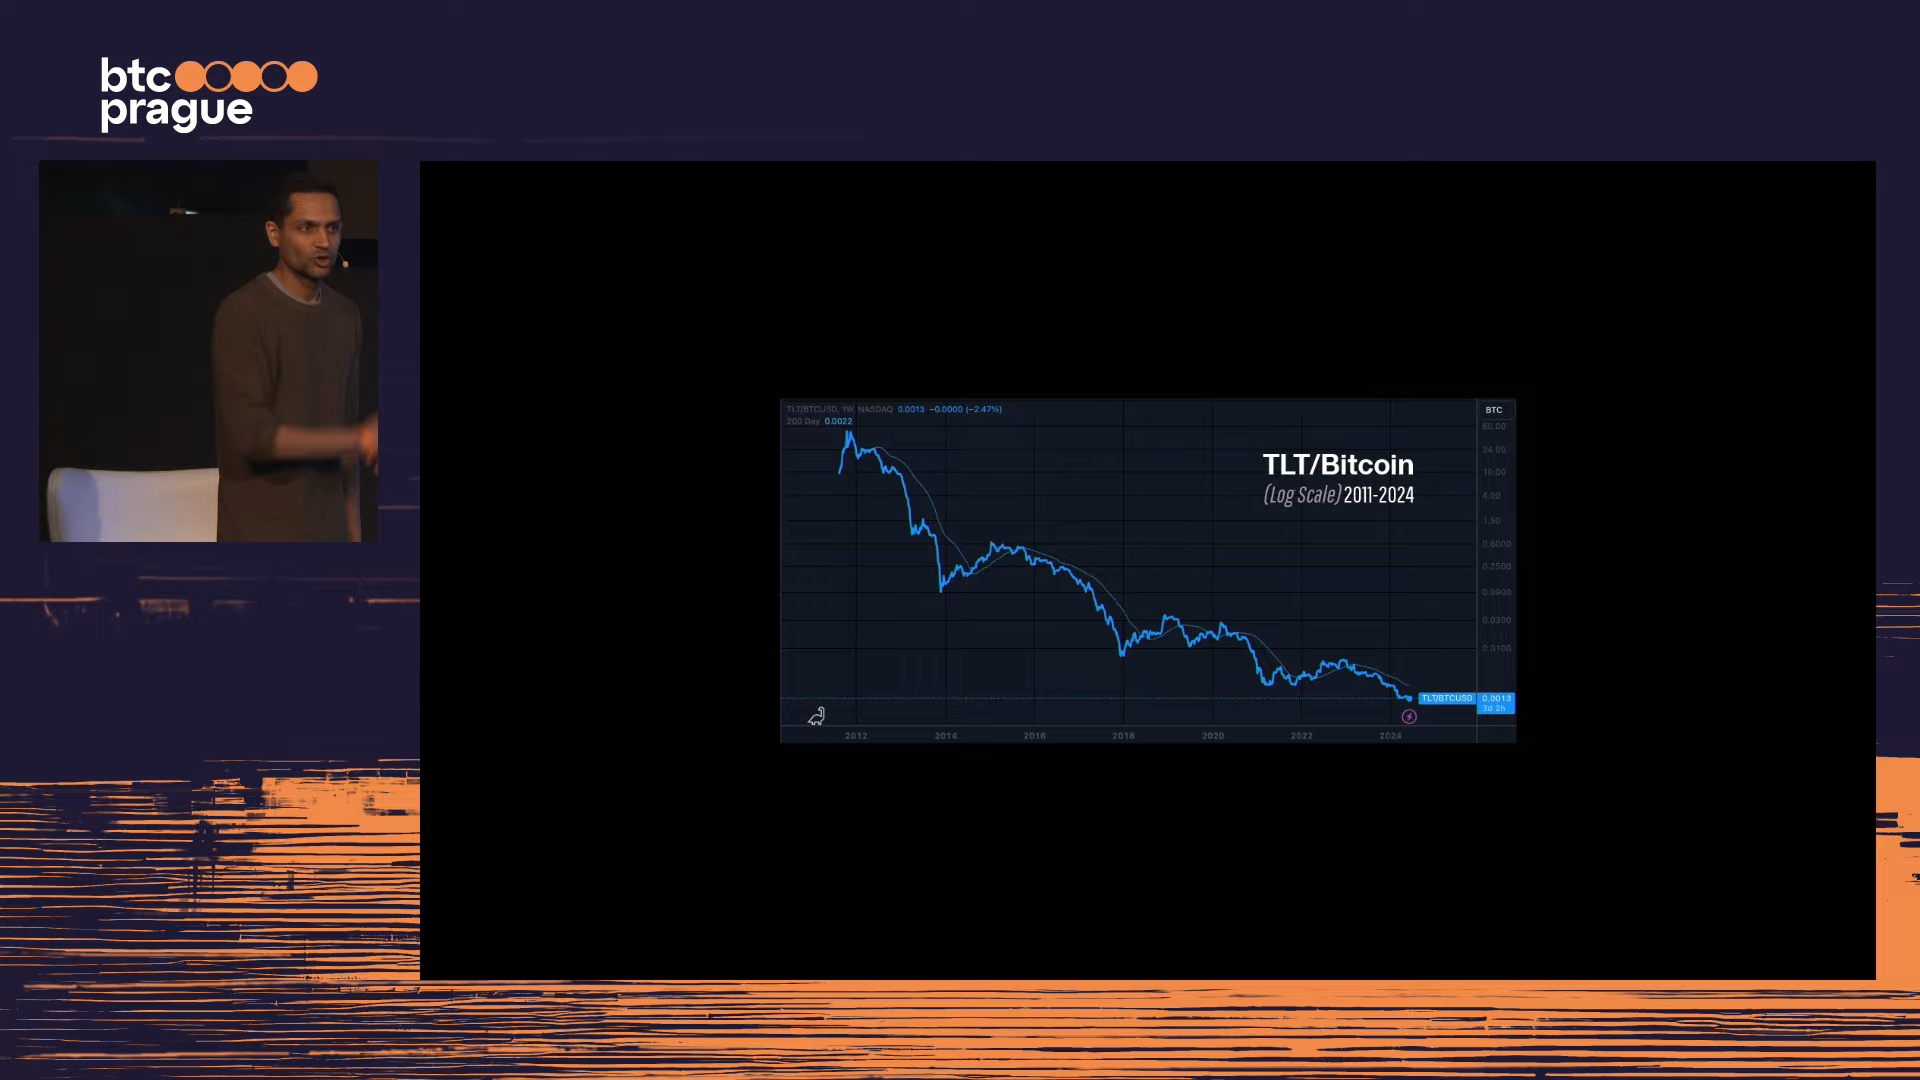 btc
prague
TLT/BTCUSD, 1W, NASDAQ 0.0013 −0.0000 (−2.47%)
200 Day 0.0022
TLT/Bitcoin
(Log Scale) 2011-2024
BTC
60.00
24.00
10.00
4.00
1.50
0.6000
0.2500
0.0900
0.0300
0.0100
TLT/BTCUSD 0.0013
3d 2h
2012 2014 2016 2018 2020 2022 2024